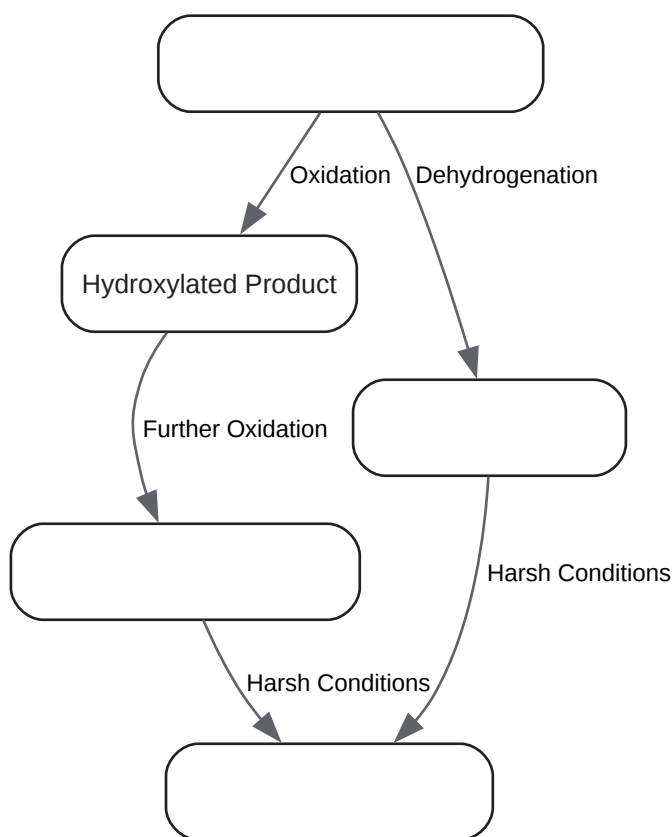 Oxidation
Dehydrogenation
Hydroxylated Product
Further Oxidation
Harsh Conditions
Harsh Conditions